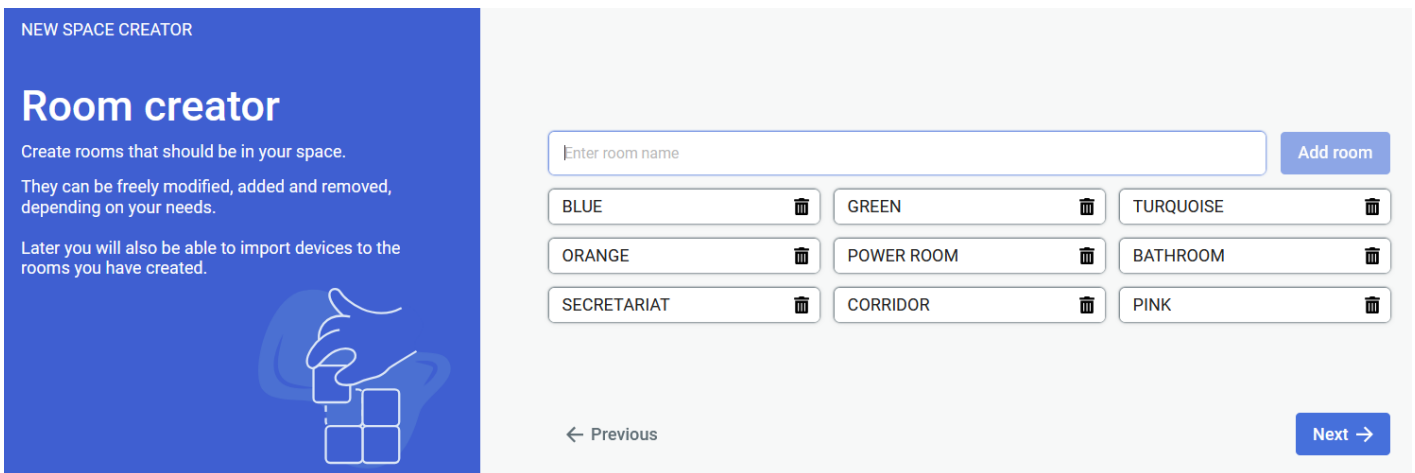 NEW SPACE CREATOR
Room creator
Create rooms that should be in your space.
They can be freely modified, added and removed,
depending on your needs.
Later you will also be able to import devices to the
rooms you have created.
Enter room name
Add room
BLUE
GREEN
TURQUOISE
ORANGE
POWER ROOM
BATHROOM
SECRETARIAT
CORRIDOR
PINK
Previous
Next